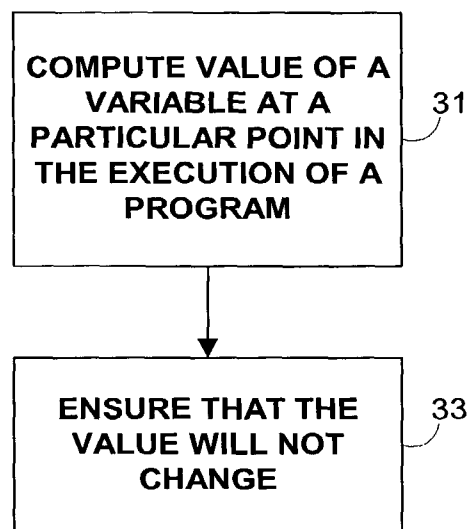 COMPUTE VALUE OF A
VARIABLE AT A
PARTICULAR POINT IN
THE EXECUTION OF A
PROGRAM
31
ENSURE THAT THE
VALUE WILL NOT
CHANGE
33